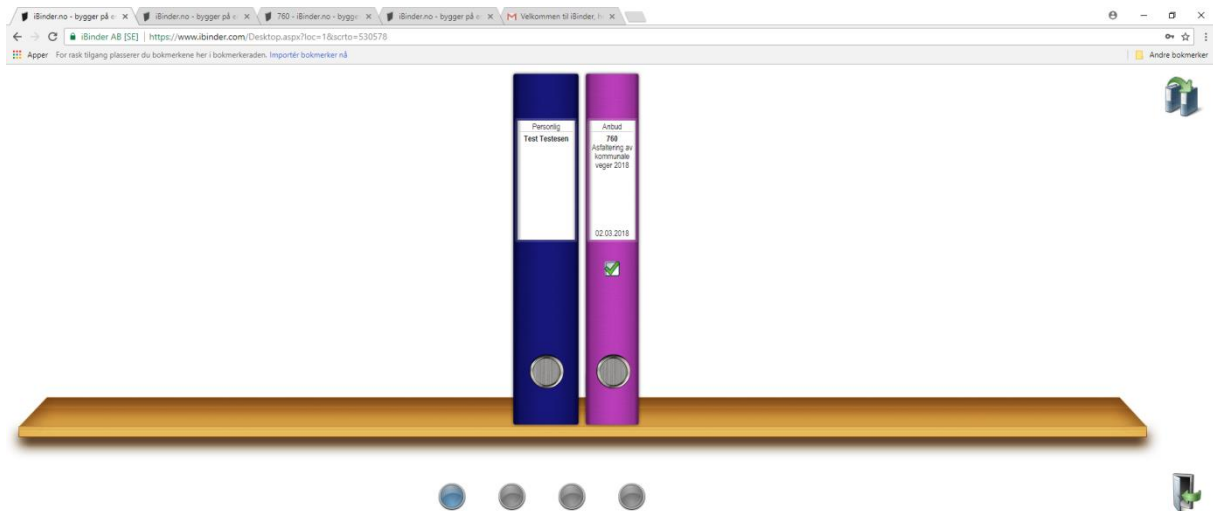 iBinder.no - bygger på e
iBinder.no - bygger på e
760 - iBinder.no - bygge
iBinder.no - bygger på e
Velkommen til iBinder, h
iBinder AB [SE] | https://www.ibinder.com/Desktop.aspx?loc=1&scrto=530578
Apper For rask tilgang plasserer du bokmerkene her i bokmerkeraden. Importér bokmerker nå
Andre bokmerker
Personlig
Test Testesen
Anbud
760
Asfaltering av
kommunale
veger 2018
02.03.2018